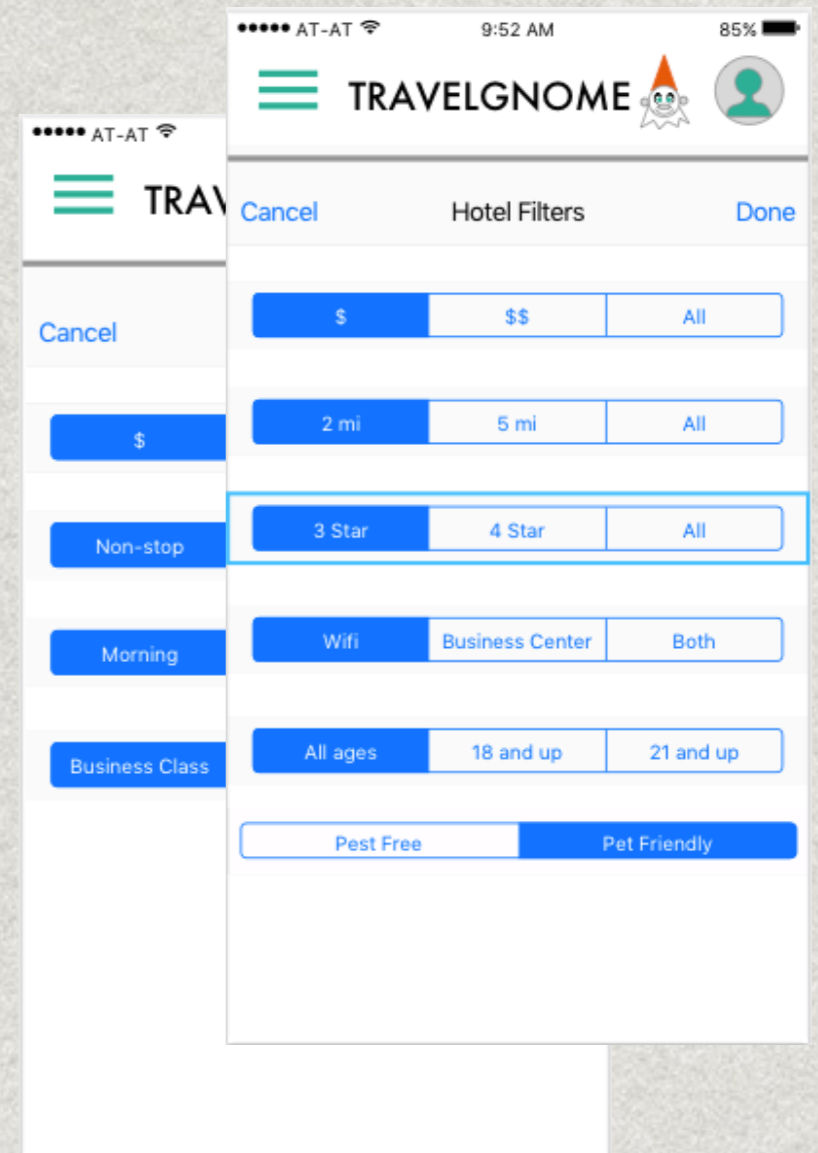 AT-AT 9:52 AM 85%
TRAVELGNOME
Cancel Hotel Filters Done
$ $$ All
2 mi 5 mi All
3 Star 4 Star All
Wifi Business Center Both
All ages 18 and up 21 and up
Pest Free Pet Friendly
AT-AT
TRAV
Cancel
$
Non-stop
Morning
Business Class